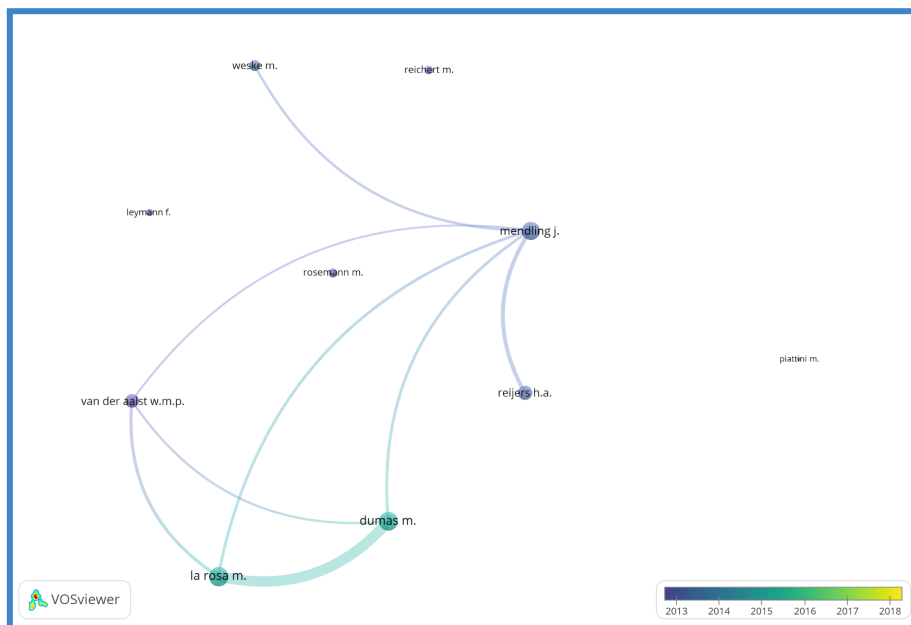 weske m.
reichert m.
leymann f.
mendling j.
rosemann m.
piattini m.
van der aalst w.m.p.
reijers h.a.
dumas m.
la rosa m.
VOSviewer
2013 2014 2015 2016 2017 2018